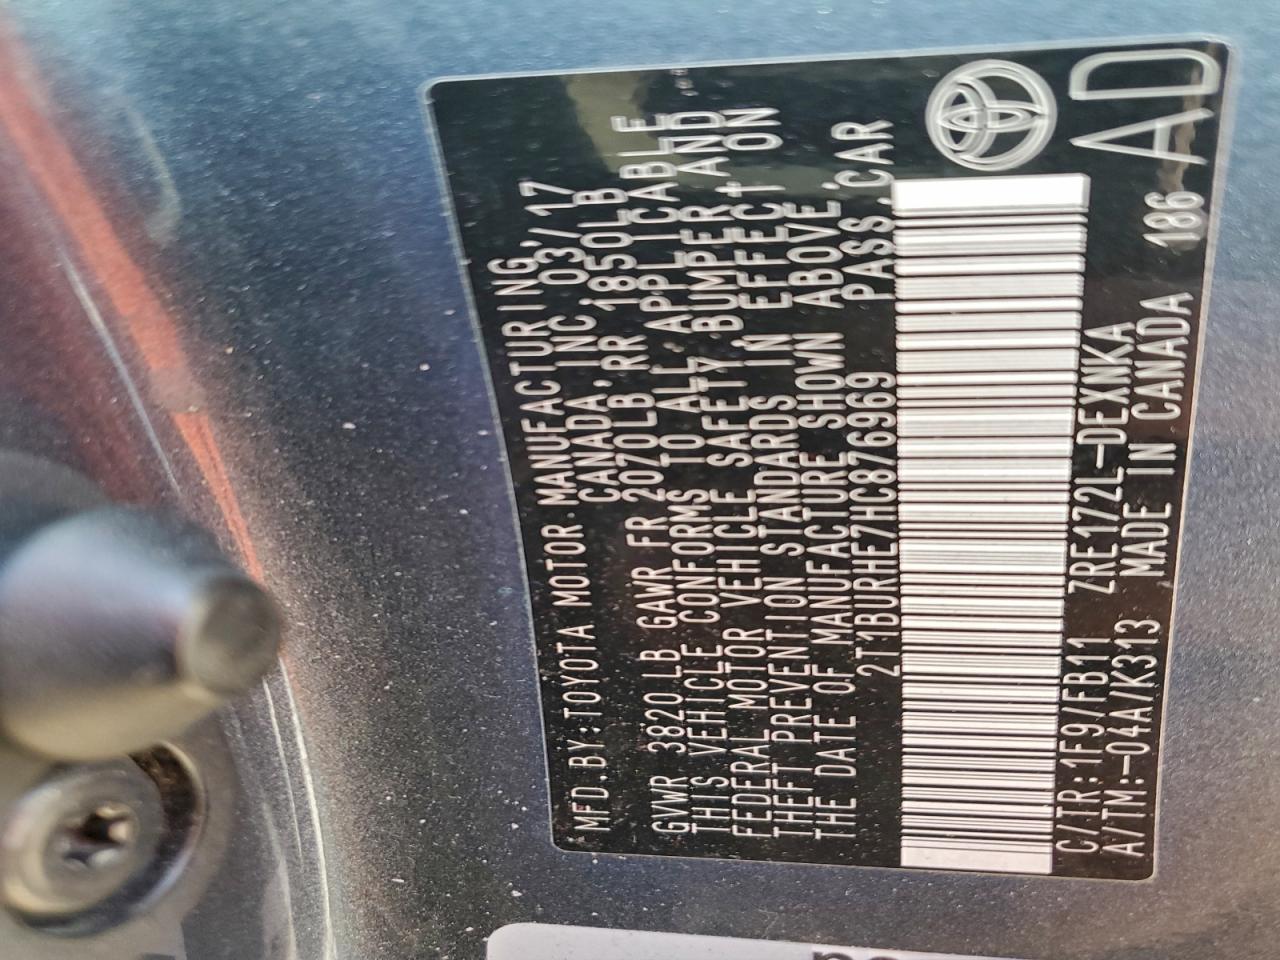 MFD.BY:TOYOTA MOTOR MANUFACTURING
CANADA, INC. 03/17
GVWR 3820 LB GAWR FR 2020LB RR 1850LB
THIS VEHICLE CONFORMS TO ALL APPLICABLE
FEDERAL MOTOR VEHICLE SAFETY, BUMPER, AND
THEFT PREVENTION STANDARDS IN EFFECT ON
THE DATE OF MANUFACTURE SHOWN ABOVE.
2T1BURHE7HC876969 PASS.CAR
C/TR:1F9/FB11 ZRE172L-DEXNKA
A/TM:-04A/K313 MADE IN CANADA 186
AD